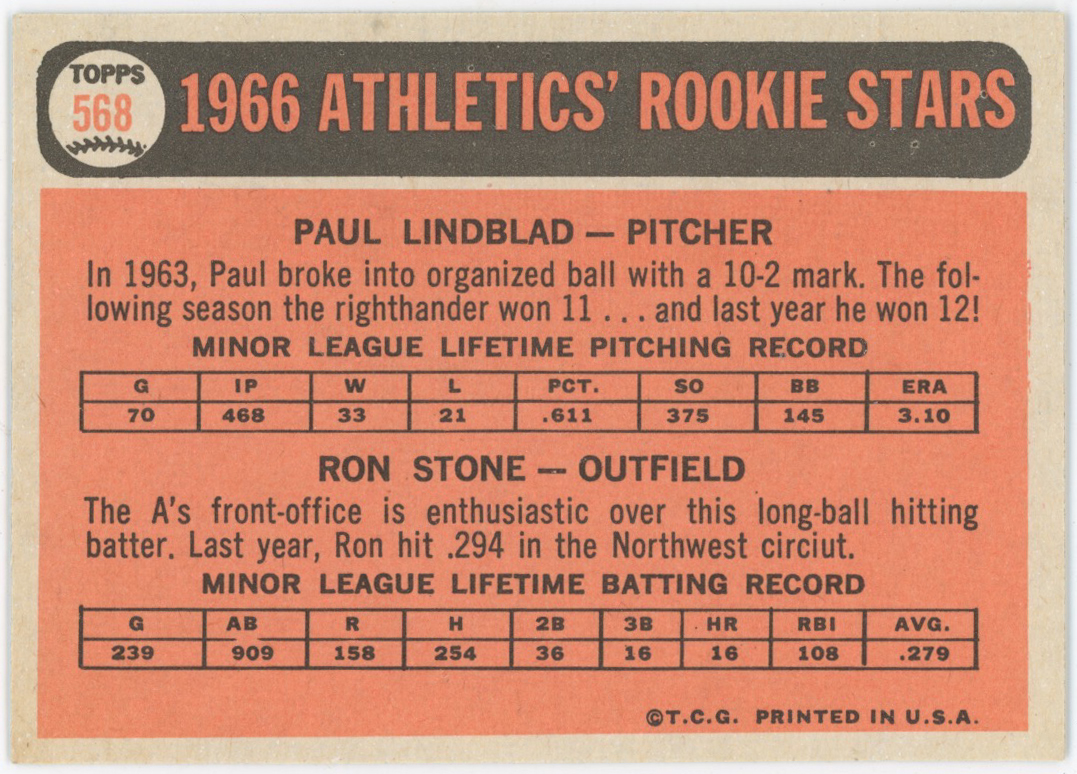 TOPPS
568
1966 ATHLETICS' ROOKIE STARS
PAUL LINDBLAD — PITCHER
In 1963, Paul broke into organized ball with a 10-2 mark. The fol-
lowing season the righthander won 11 ... and last year he won 12!
MINOR LEAGUE LIFETIME PITCHING RECORD
G IP W L PCT. SO BB ERA
70 468 33 21 .611 375 145 3.10
RON STONE — OUTFIELD
The A's front-office is enthusiastic over this long-ball hitting
batter. Last year, Ron hit .294 in the Northwest circiut.
MINOR LEAGUE LIFETIME BATTING RECORD
G AB R H 2B 3B HR RBI AVG.
239 909 158 254 36 16 16 108 .279
©T.C.G. PRINTED IN U.S.A.